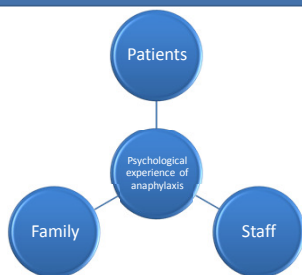 Patients
Psychological
experience of
anaphylaxis
Family
Staff